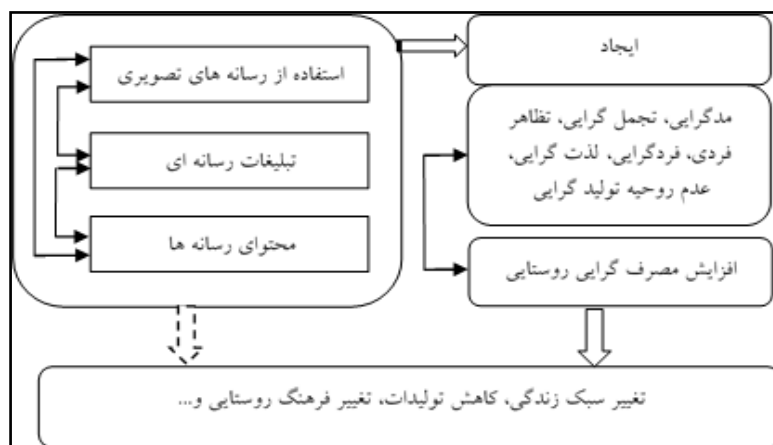 ایجاد
استفاده از رسانه های تصویری
مدگرایی، تجمل گرایی، تظاهر
فردی، فردگرایی، لذت گرایی،
عدم روحیه تولید گرایی
تبلیغات رسانه ای
محتوای رسانه ها
افزایش مصرف گرایی روستایی
تغییر سبک زندگی، کاهش تولیدات، تغییر فرهنگ روستایی و...